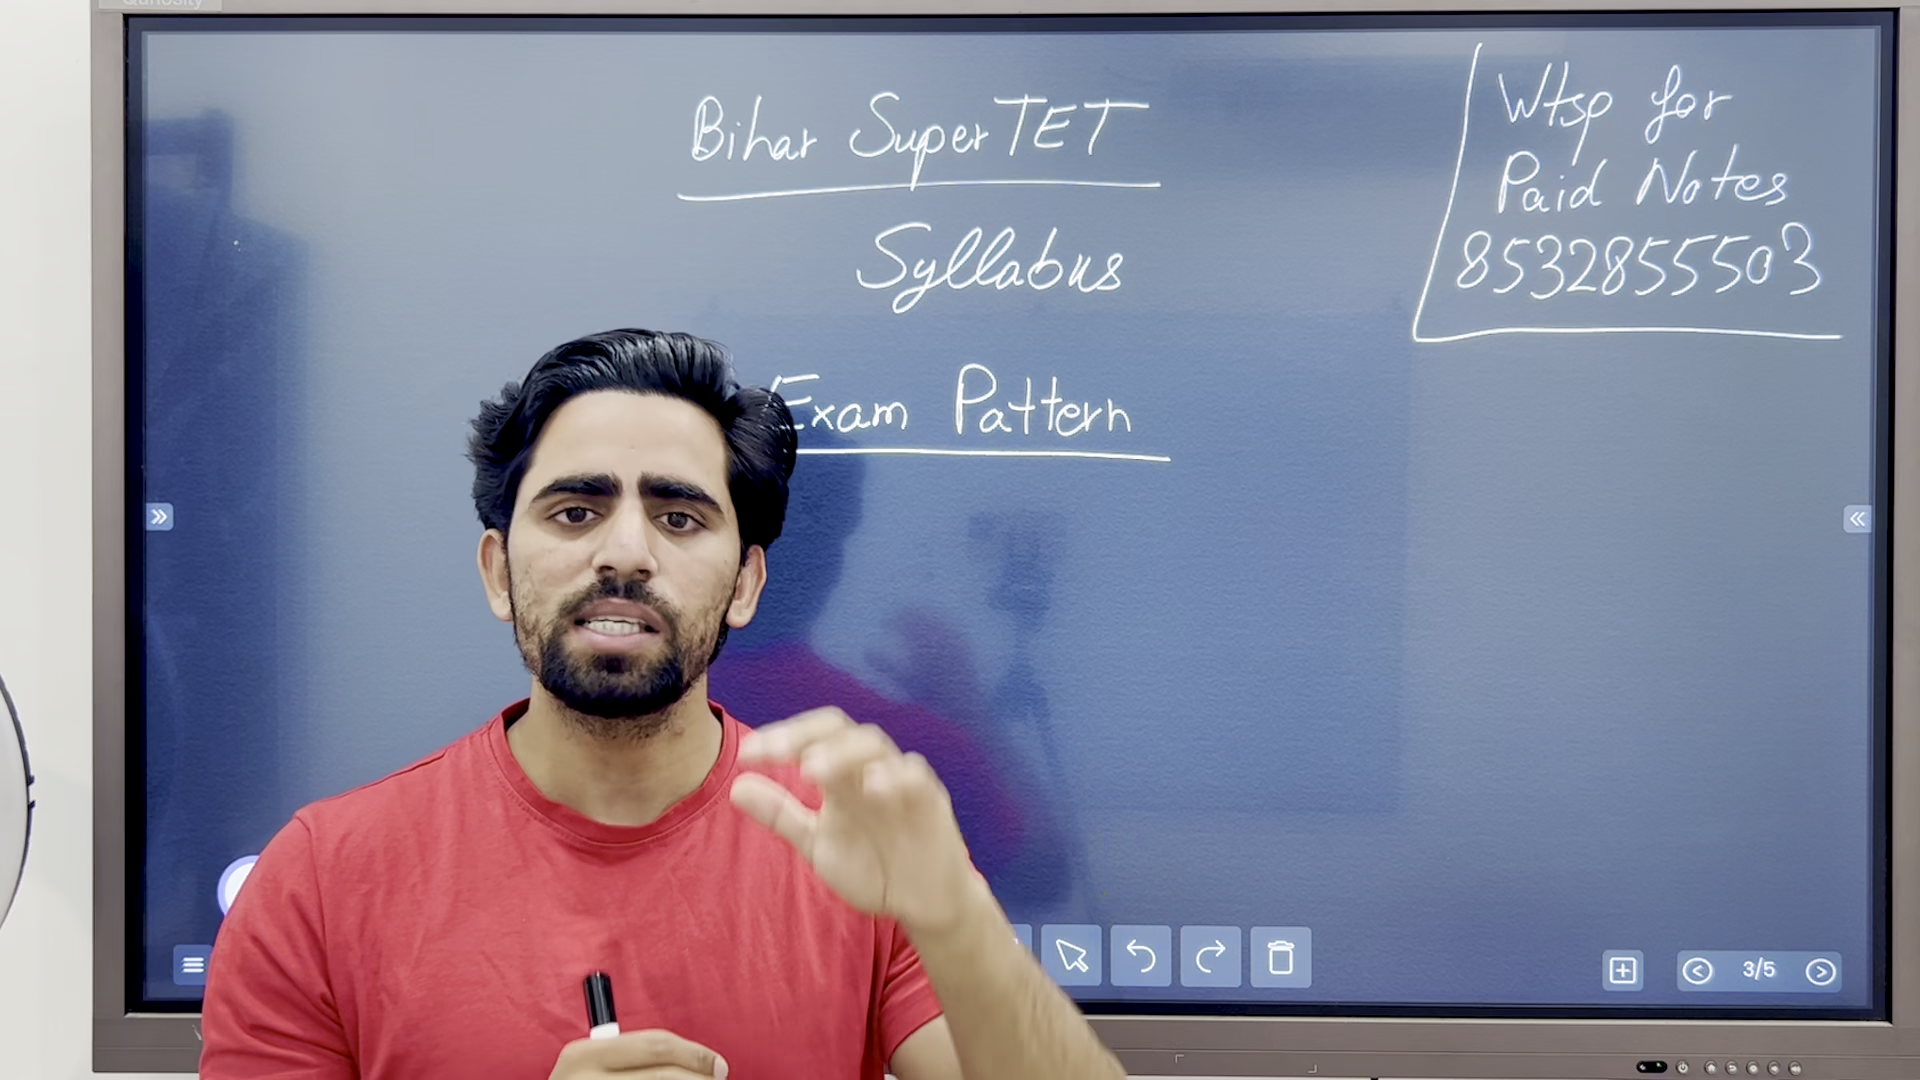 Bihar Super TET
Syllabus
Exam Pattern
Wtsp for
Paid Notes
8532855503
3/5